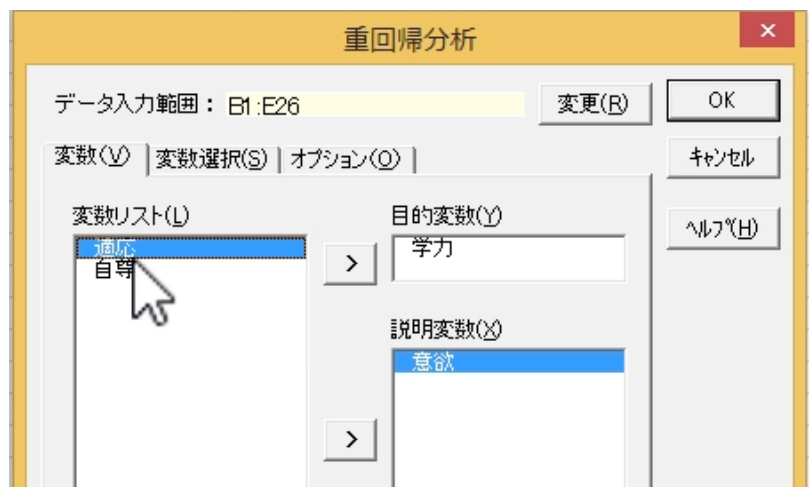 重回帰分析
データ入力範囲： B1:E26
変更(R)
OK
変数(V)
変数選択(S)
オプション(O)
キャンセル
変数リスト(L)
目的変数(Y)
ヘルプ(H)
適応
自尊
>
学力
説明変数(X)
意欲
>